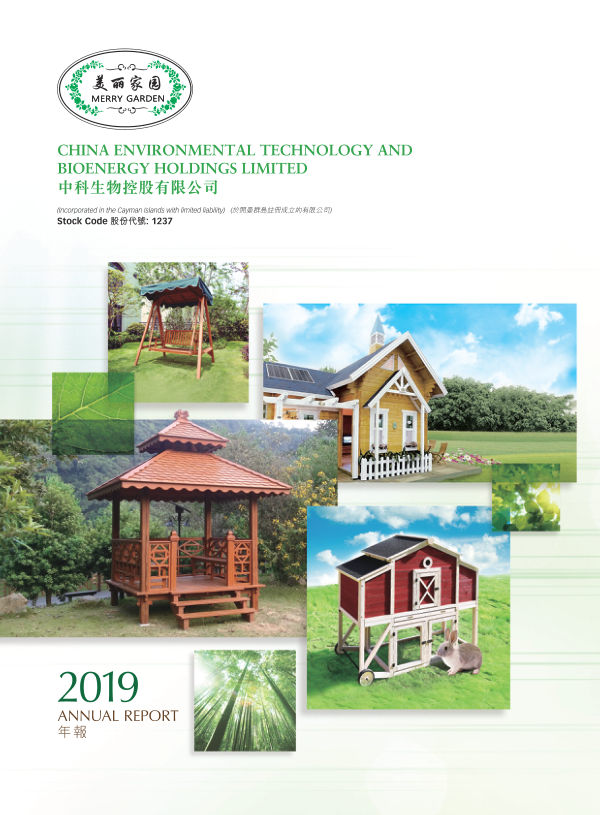 美丽家园
MERRY GARDEN
CHINA ENVIRONMENTAL TECHNOLOGY AND
BIOENERGY HOLDINGS LIMITED
中科生物控股有限公司
(Incorporated in the Cayman Islands with limited liability) (於開曼群島註冊成立的有限公司)
Stock Code 股份代號: 1237
2019
ANNUAL REPORT
年報